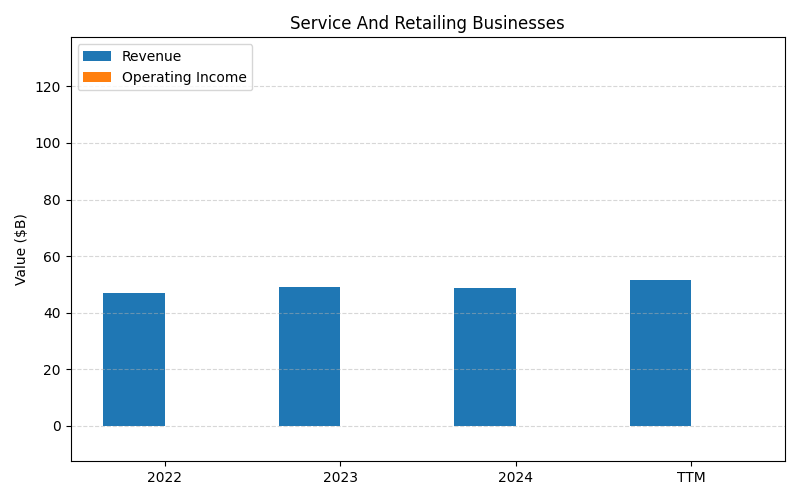 Service And Retailing Businesses
Revenue
Operating Income
Value ($B)
120
100
80
60
40
20
0
2022
2023
2024
TTM